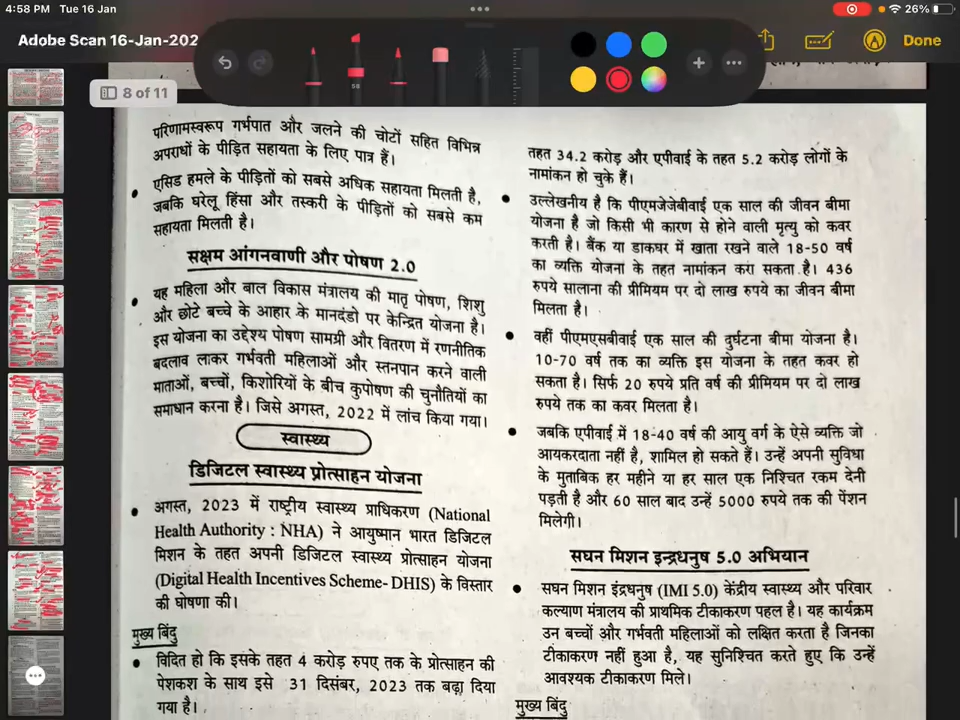 4:58 PM Tue 16 Jan
26%
Adobe Scan 16-Jan-202
Done
58
8 of 11
परिणामस्वरूप गर्भपात और जलने की चोटों सहित विभिन्न
अपराधों के पीड़ित सहायता के लिए पात्र हैं।
एसिड हमले के पीड़ितों को सबसे अधिक सहायता मिलती है,
जबकि घरेलू हिंसा और तस्करी के पीड़ितों को सबसे कम
सहायता मिलती है।
सक्षम आंगनवाणी और पोषण 2.0
यह महिला और बाल विकास मंत्रालय की मातृ पोषण, शिशु
और छोटे बच्चे के आहार के मानदंडो पर केन्द्रित योजना है।
इस योजना का उद्देश्य पोषण सामग्री और वितरण में रणनीतिक
बदलाव लाकर गर्भवती महिलाओं और स्तनपान करने वाली
माताओं, बच्चों, किशोरियों के बीच कुपोषण की चुनौतियों का
समाधान करना है। जिसे अगस्त, 2022 में लांच किया गया।
स्वास्थ्य
डिजिटल स्वास्थ्य प्रोत्साहन योजना
अगस्त, 2023 में राष्ट्रीय स्वास्थ्य प्राधिकरण (National
Health Authority : NHA) ने आयुष्मान भारत डिजिटल
मिशन के तहत अपनी डिजिटल स्वास्थ्य प्रोत्साहन योजना
(Digital Health Incentives Scheme- DHIS) के विस्तार
की घोषणा की।
मुख्य बिंदु
विदित हो कि इसके तहत 4 करोड़ रुपए तक के प्रोत्साहन की
पेशकश के साथ इसे 31 दिसंबर, 2023 तक बढ़ा दिया
गया है।
तहत 34.2 करोड़ और एपीवाई के तहत 5.2 करोड़ लोगों के
नामांकन हो चुके हैं।
उल्लेखनीय है कि पीएमजेजेबीवाई एक साल की जीवन बीमा
योजना है जो किसी भी कारण से होने वाली मृत्यु को कवर
करती है। बैंक या डाकघर में खाता रखने वाले 18-50 वर्ष
का व्यक्ति योजना के तहत नामांकन करा सकता है। 436
रुपये सालाना की प्रीमियम पर दो लाख रुपये का जीवन बीमा
मिलता है।
वहीं पीएमएसबीवाई एक साल की दुर्घटना बीमा योजना है।
10-70 वर्ष तक का व्यक्ति इस योजना के तहत कवर हो
सकता है। सिर्फ 20 रुपये प्रति वर्ष की प्रीमियम पर दो लाख
रुपये तक का कवर मिलता है।
जबकि एपीवाई में 18-40 वर्ष की आयु वर्ग के ऐसे व्यक्ति जो
आयकरदाता नहीं है, शामिल हो सकते हैं। उन्हें अपनी सुविधा
के मुताबिक हर महीने या हर साल एक निश्चित रकम देनी
पड़ती है और 60 साल बाद उन्हें 5000 रुपये तक की पेंशन
मिलेगी।
सघन मिशन इन्द्रधनुष 5.0 अभियान
सघन मिशन इंद्रधनुष (IMI 5.0) केंद्रीय स्वास्थ्य और परिवार
कल्याण मंत्रालय की प्राथमिक टीकाकरण पहल है। यह कार्यक्रम
उन बच्चों और गर्भवती महिलाओं को लक्षित करता है जिनका
टीकाकरण नहीं हुआ है, यह सुनिश्चित करते हुए कि उन्हें
आवश्यक टीकाकरण मिले।
मुख्य बिंदु